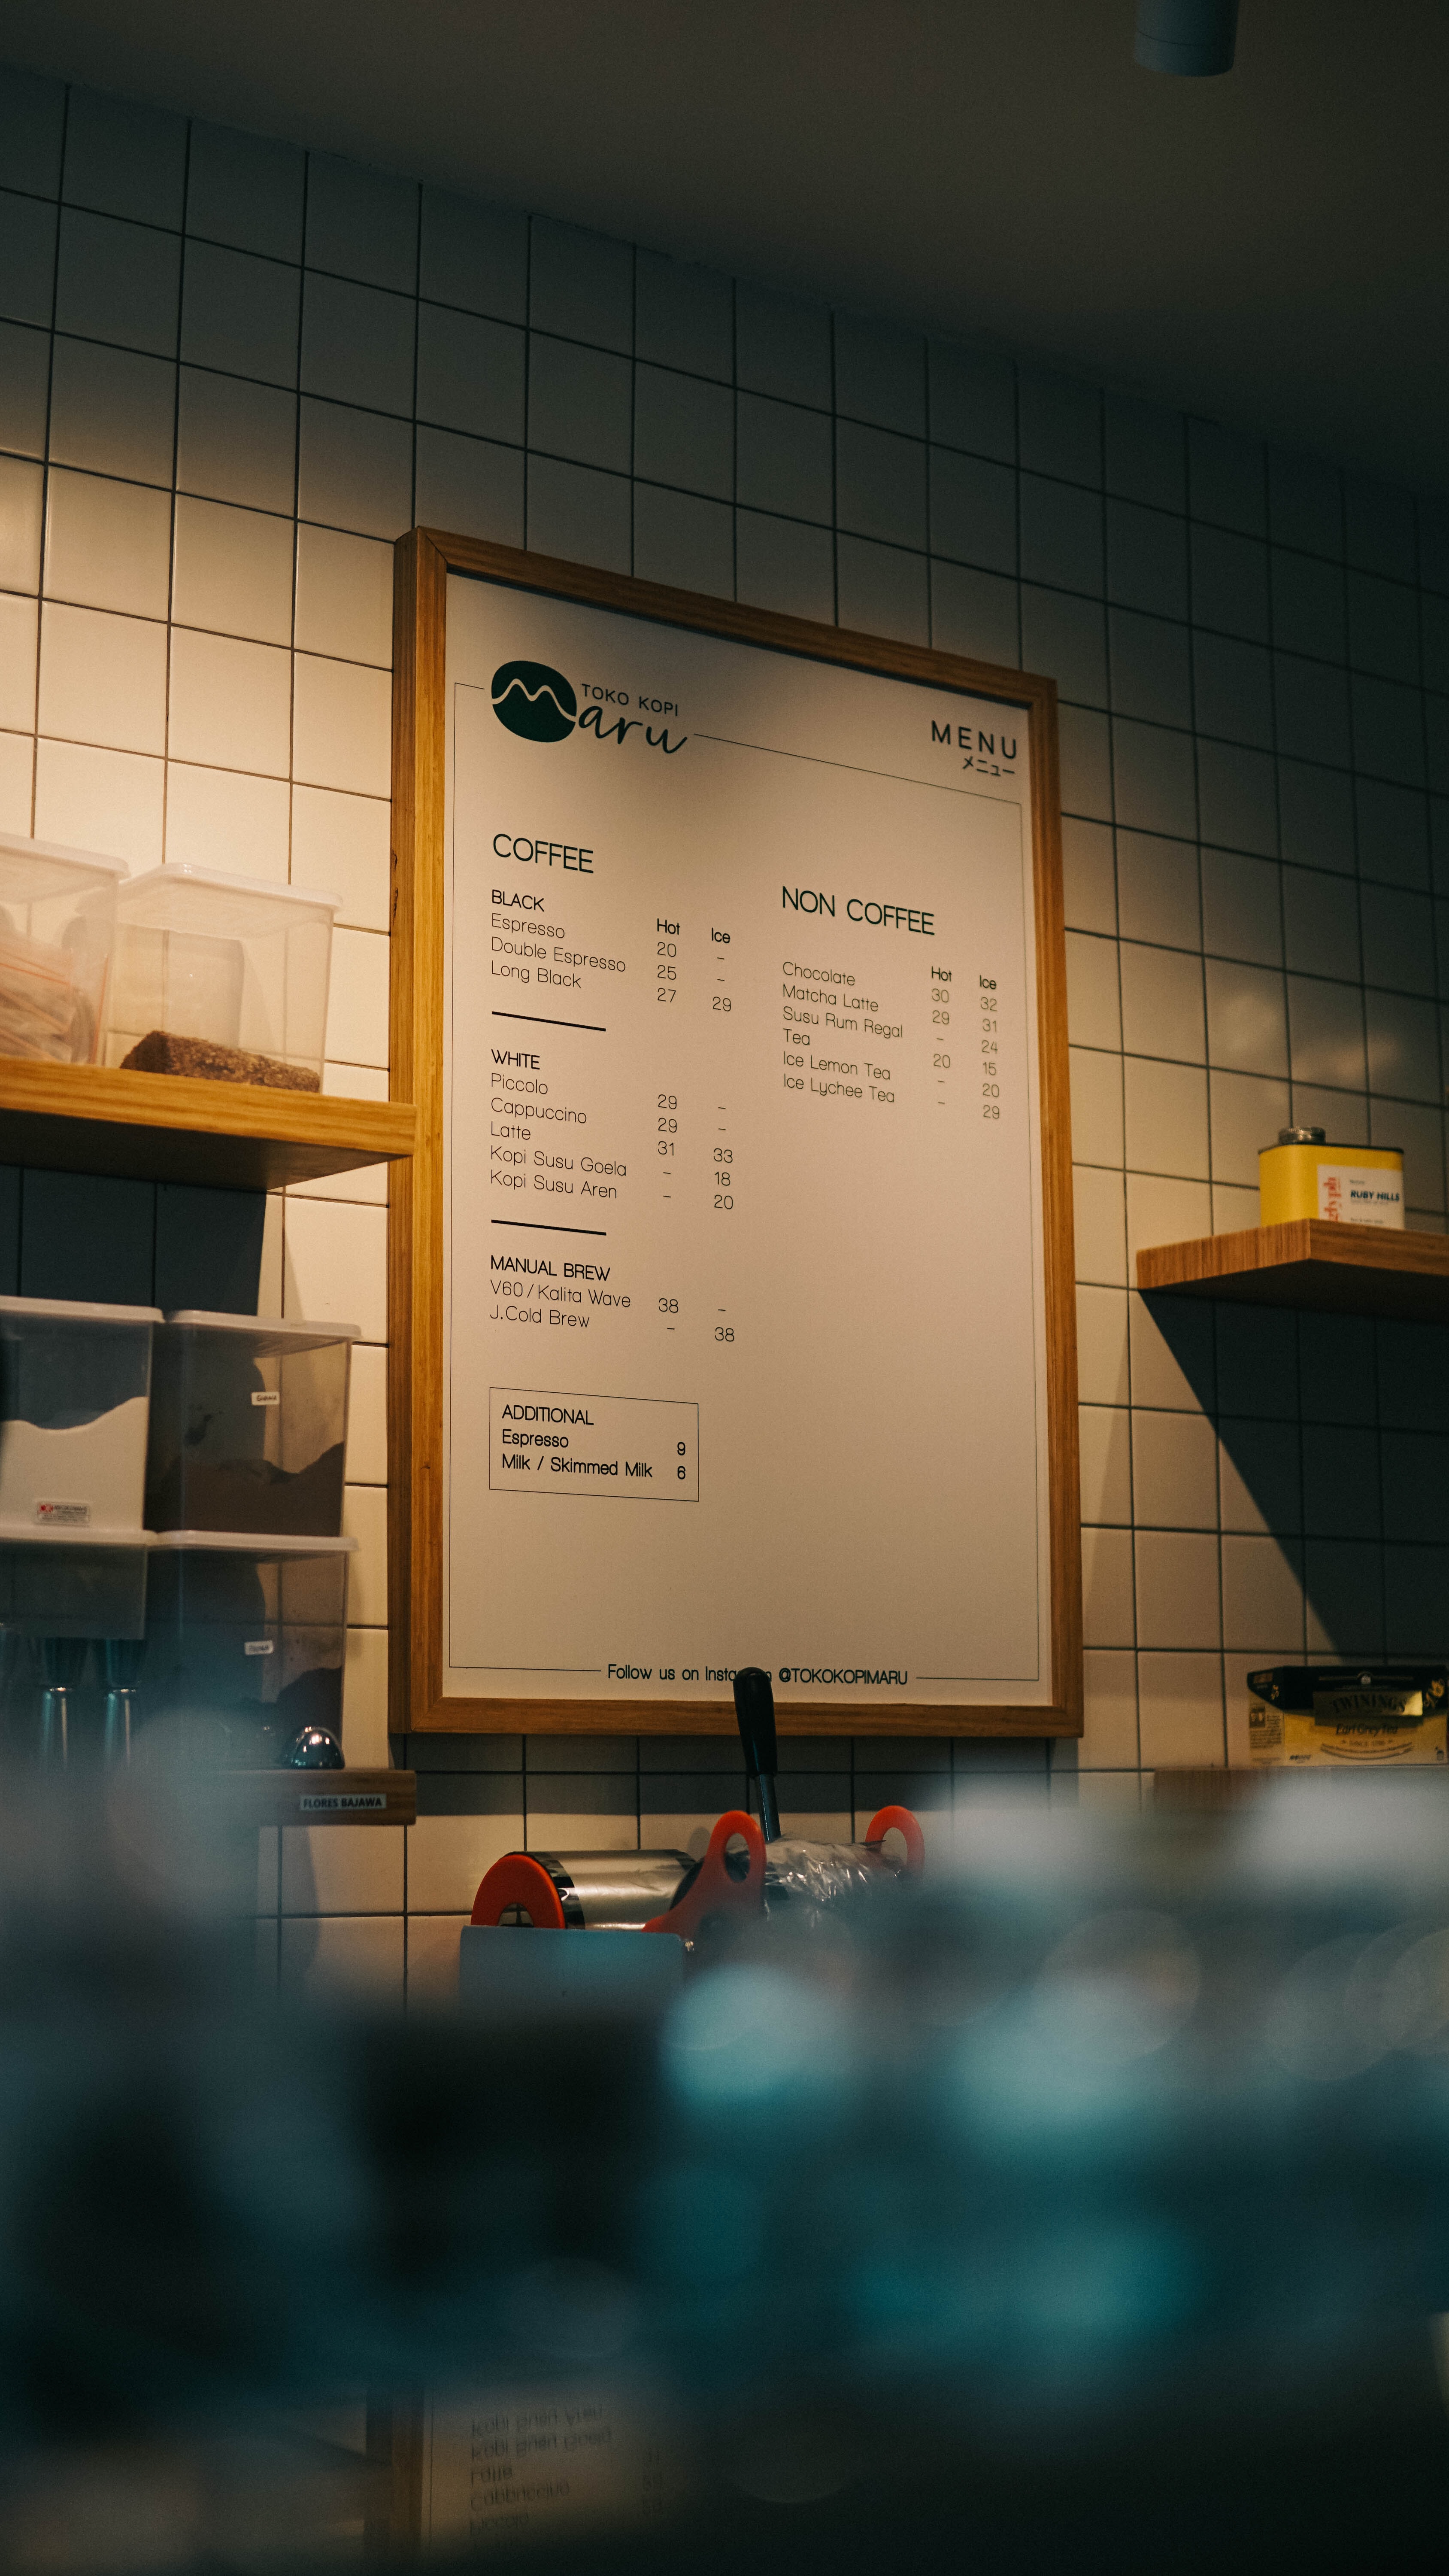 TOKO KOPI
Maru
MENU
メニュー
COFFEE
BLACK Hot Ice
Espresso 20 -
Double Espresso 25 -
Long Black 27 29
WHITE
Piccolo 29 -
Cappuccino 29 -
Latte 31 33
Kopi Susu Goela - 18
Kopi Susu Aren - 20
MANUAL BREW
V60 / Kalita Wave 38 -
J.Cold Brew - 38
ADDITIONAL
Espresso 9
Milk / Skimmed Milk 6
NON COFFEE
Hot Ice
Chocolate 30 32
Matcha Latte 29 31
Susu Rum Regal - 24
Tea 20 15
Ice Lemon Tea - 20
Ice Lychee Tea - 29
Follow us on @TOKOKOPIMARU
RUBY HILLS
TWININGS
Earl Grey Tea
FLORES BAJAWA